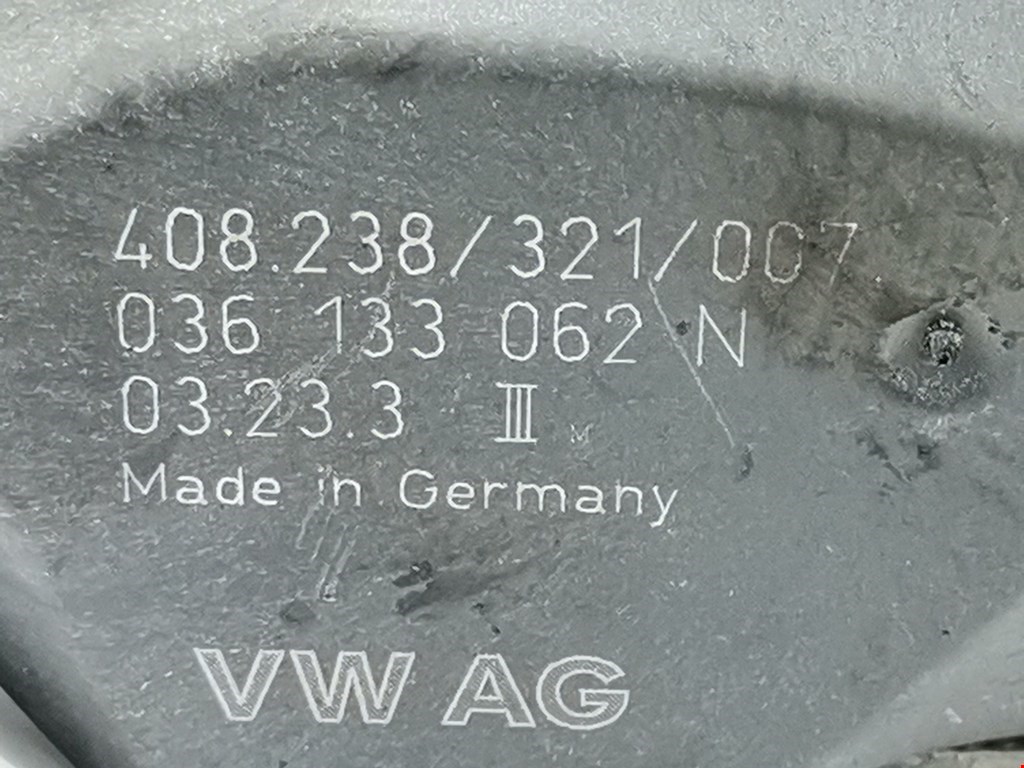 408.238/321/007
036 133 062 N
03.23.3 III M
Made in Germany
VW AG